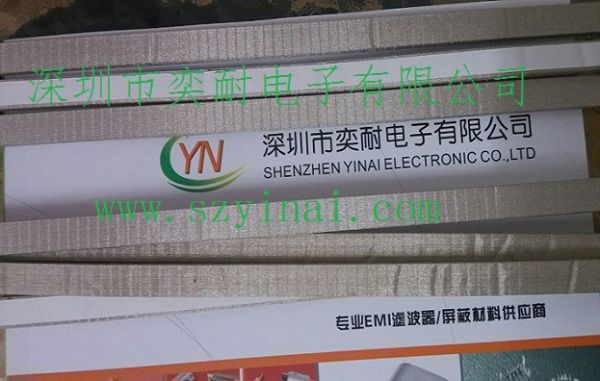 深圳市奕耐电子有限公司
YN
深圳市奕耐电子有限公司
SHENZHEN YINAI ELECTRONIC CO.,LTD
www.szyinai.com
专业EMI滤波器/屏蔽材料供应商